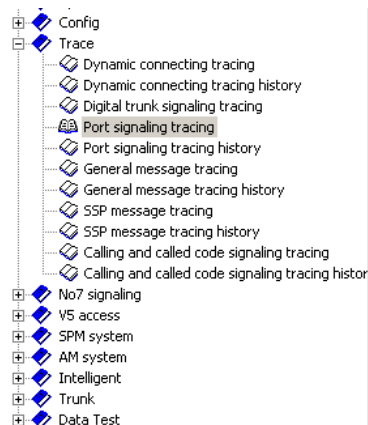 Config
Trace
Dynamic connecting tracing
Dynamic connecting tracing history
Digital trunk signaling tracing
Port signaling tracing
Port signaling tracing history
General message tracing
General message tracing history
SSP message tracing
SSP message tracing history
Calling and called code signaling tracing
Calling and called code signaling tracing histor
No7 signaling
V5 access
SPM system
AM system
Intelligent
Trunk
Data Test